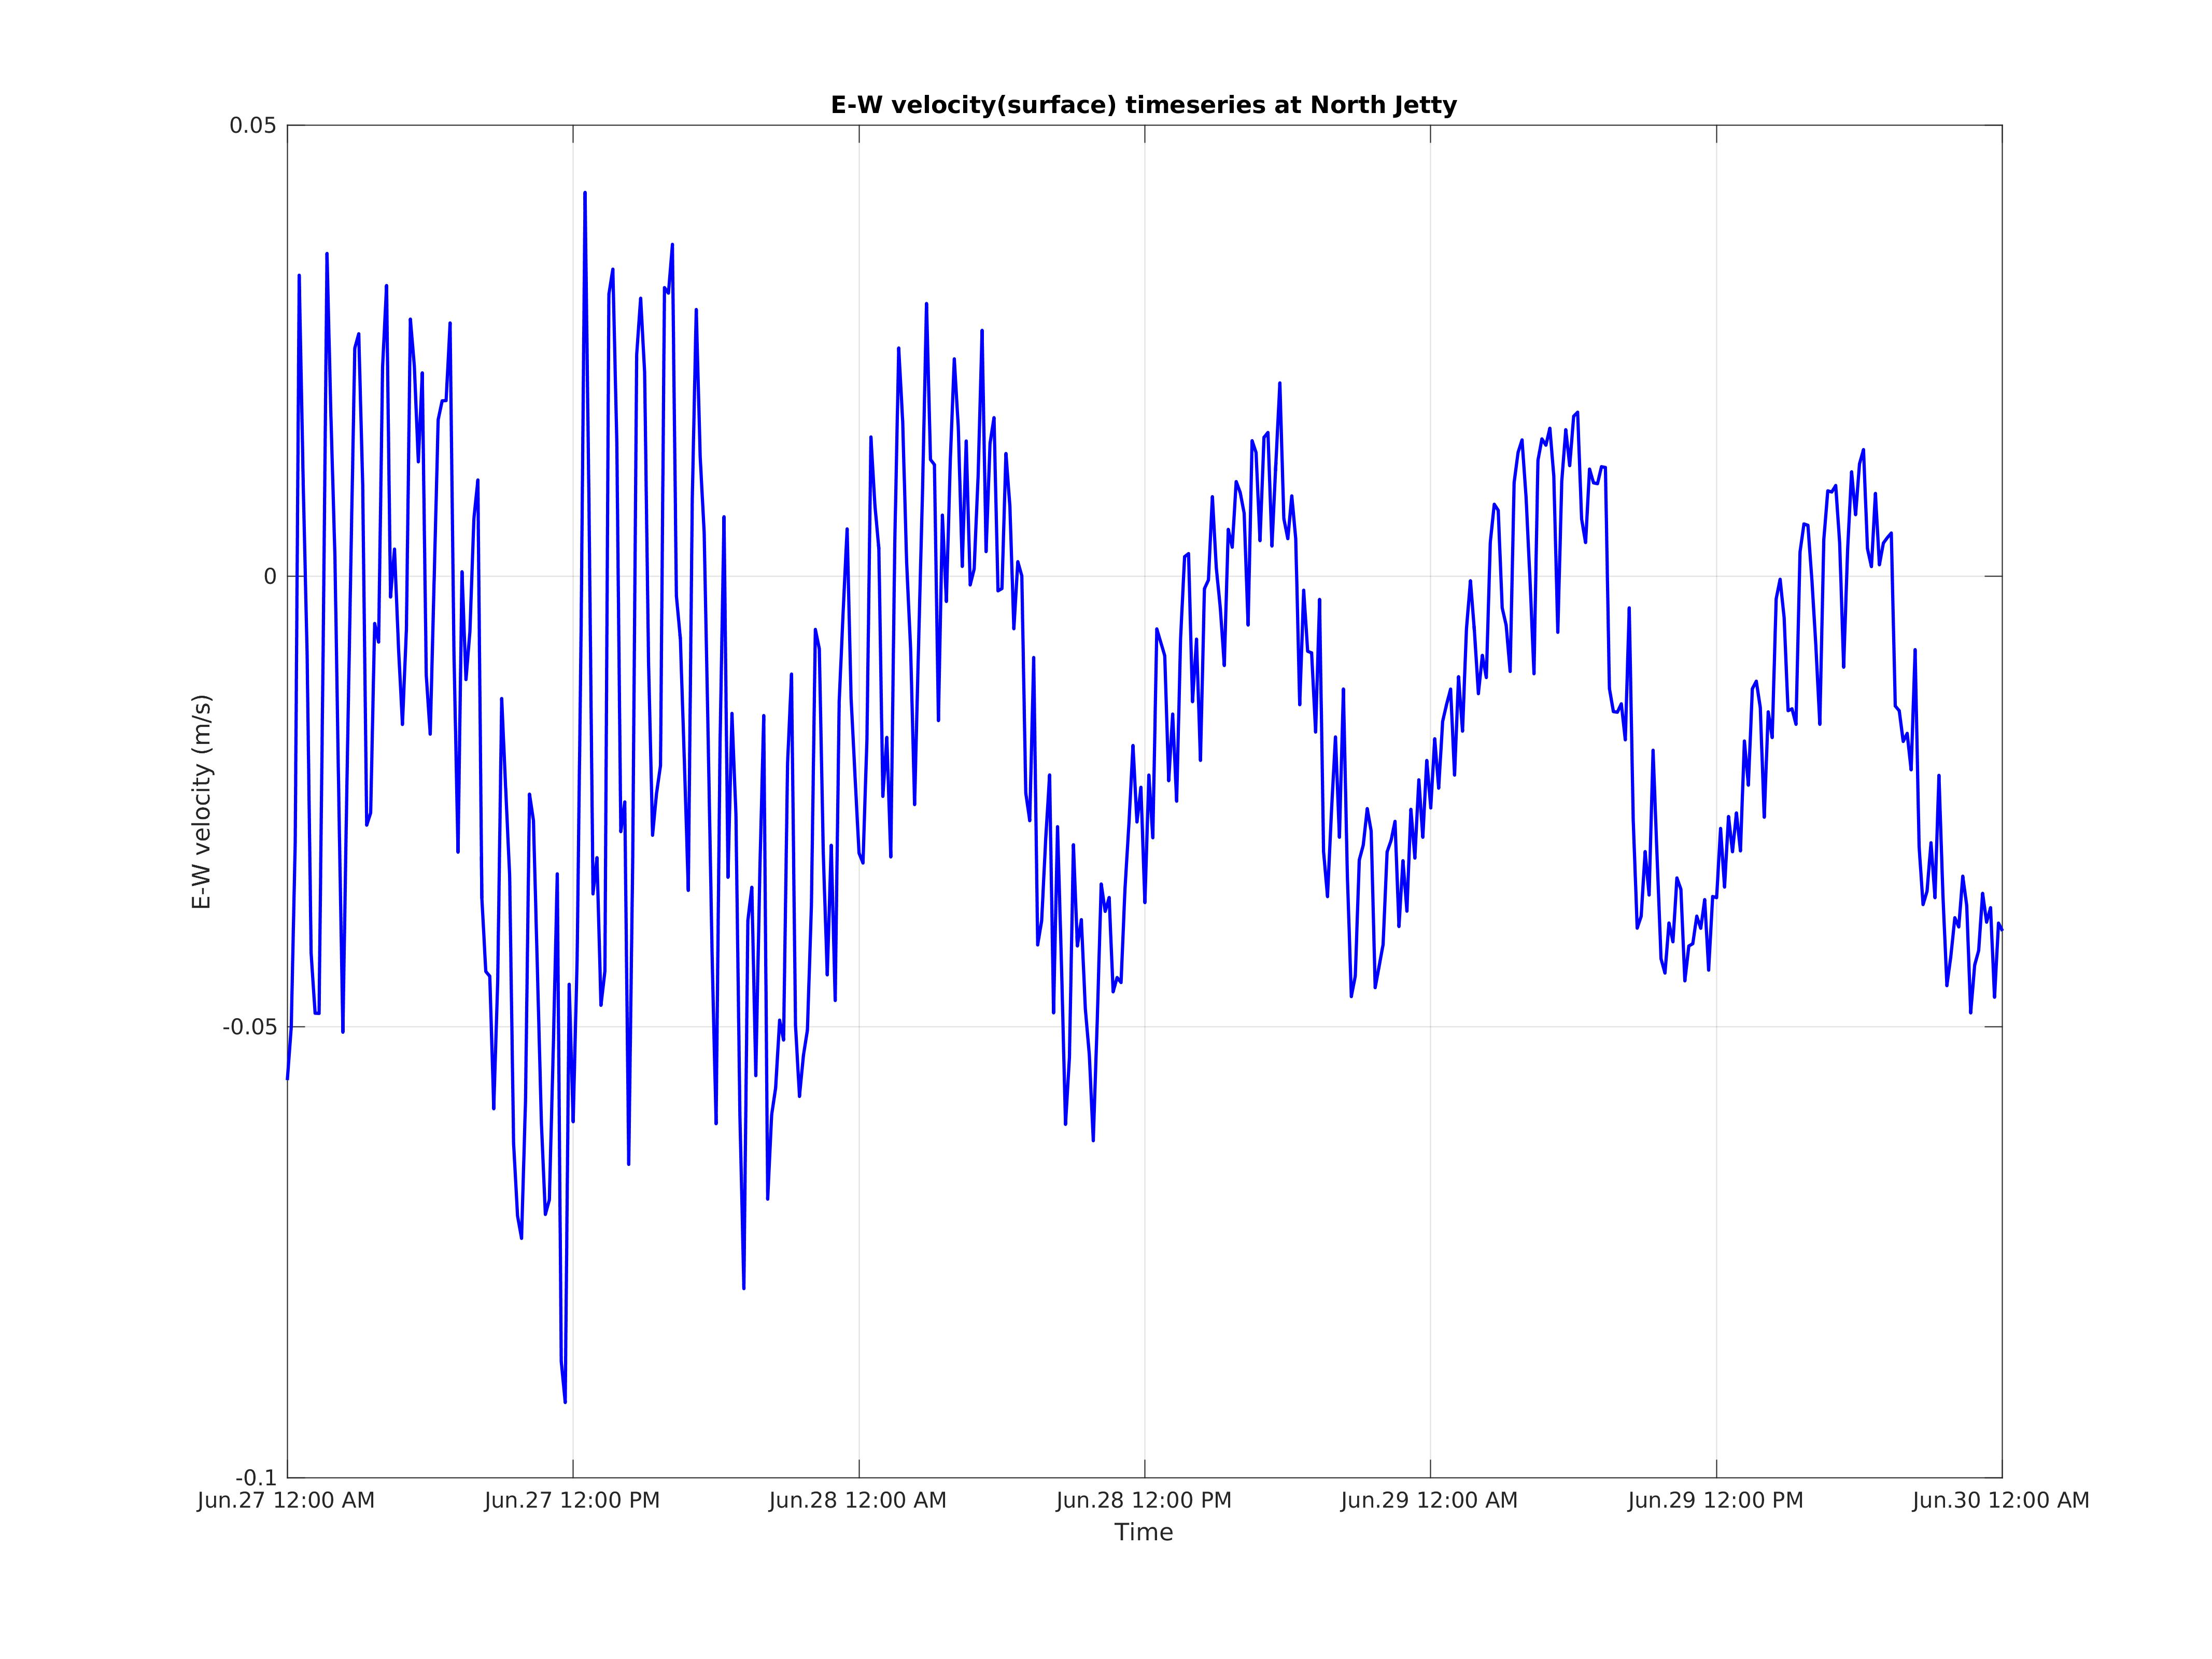 E-W velocity(surface) timeseries at North Jetty
0.05
0
-0.05
-0.1
E-W velocity (m/s)
Jun.27 12:00 AM Jun.27 12:00 PM Jun.28 12:00 AM Jun.28 12:00 PM Jun.29 12:00 AM Jun.29 12:00 PM Jun.30 12:00 AM
Time